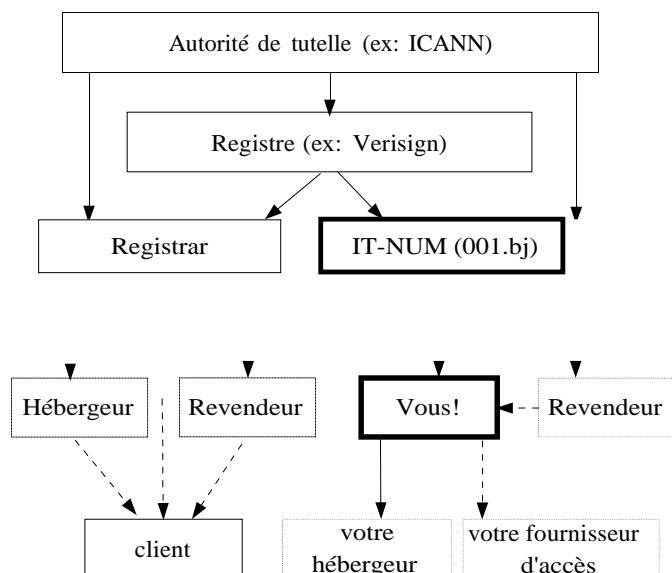 Autorité de tutelle (ex: ICANN)
Registre (ex: Verisign)
Registrar
IT-NUM (001.bj)
Hébergeur
Revendeur
Vous!
Revendeur
client
votre
hébergeur
votre fournisseur
d'accès